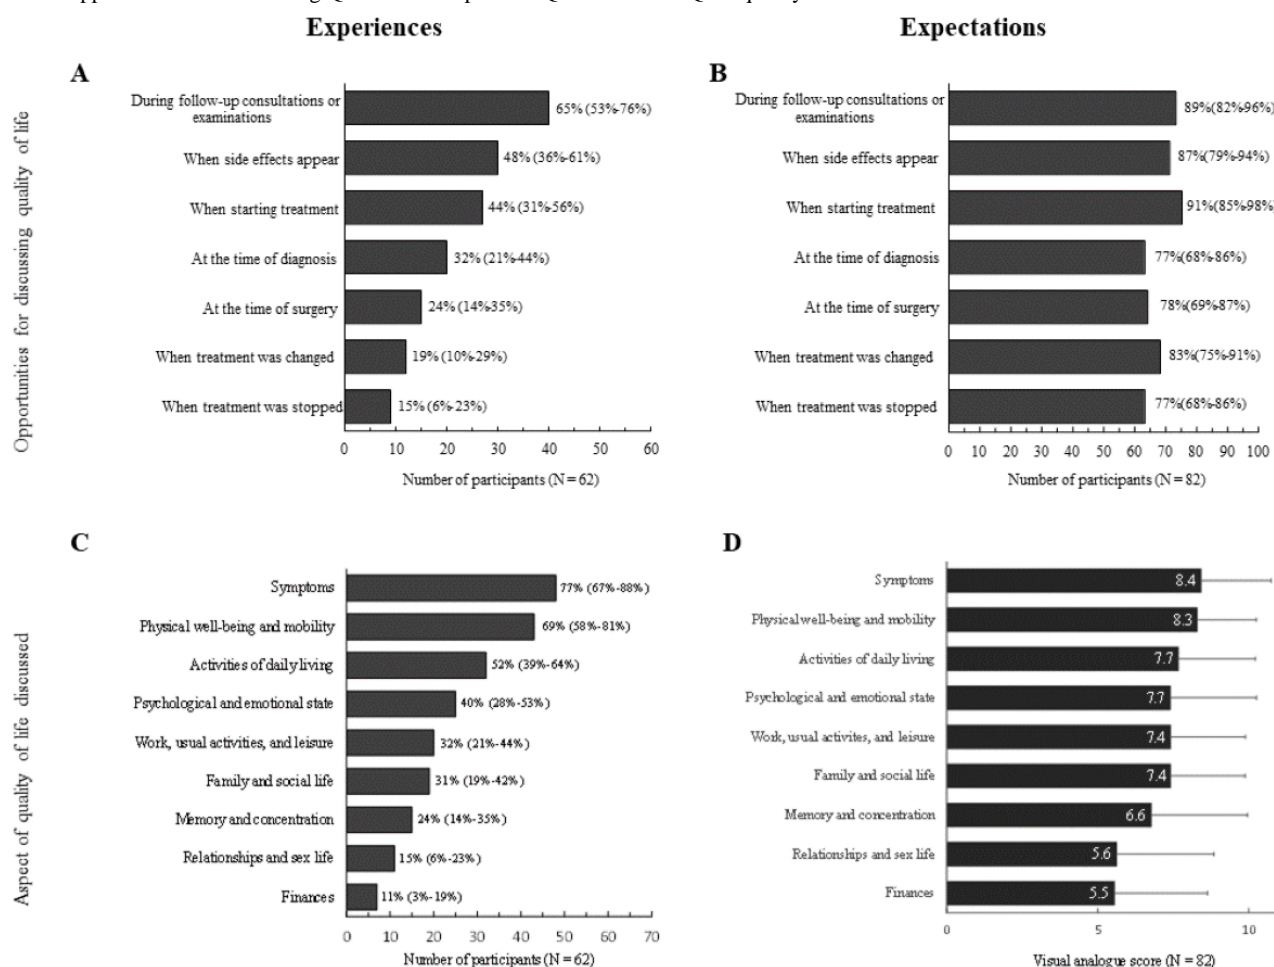 Experiences
Expectations
A
B
Opportunities for discussing quality of life
During follow-up consultations or
examinations
65% (53%-76%)
When side effects appear
48% (36%-61%)
When starting treatment
44% (31%-56%)
At the time of diagnosis
32% (21%-44%)
At the time of surgery
24% (14%-35%)
When treatment was changed
19% (10%-29%)
When treatment was stopped
15% (6%-23%)
0 10 20 30 40 50 60
Number of participants (N = 62)
During follow-up consultations or
examinations
89%(82%-96%)
When side effects appear
87%(79%-94%)
When starting treatment
91%(85%-98%)
At the time of diagnosis
77%(68%-86%)
At the time of surgery
78%(69%-87%)
When treatment was changed
83%(75%-91%)
When treatment was stopped
77%(68%-86%)
0 10 20 30 40 50 60 70 80 90 100
Number of participants (N = 82)
C
D
Aspect of quality of life discussed
Symptoms
77% (67%-88%)
Physical well-being and mobility
69% (58%-81%)
Activities of daily living
52% (39%-64%)
Psychological and emotional state
40% (28%-53%)
Work, usual activities, and leisure
32% (21%-44%)
Family and social life
31% (19%-42%)
Memory and concentration
24% (14%-35%)
Relationships and sex life
15% (6%-23%)
Finances
11% (3%-19%)
0 10 20 30 40 50 60 70
Number of participants (N = 62)
Symptoms
8.4
Physical well-being and mobility
8.3
Activities of daily living
7.7
Psychological and emotional state
7.7
Work, usual activites, and leisure
7.4
Family and social life
7.4
Memory and concentration
6.6
Relationships and sex life
5.6
Finances
5.5
0 5 10
Visual analogue score (N = 82)